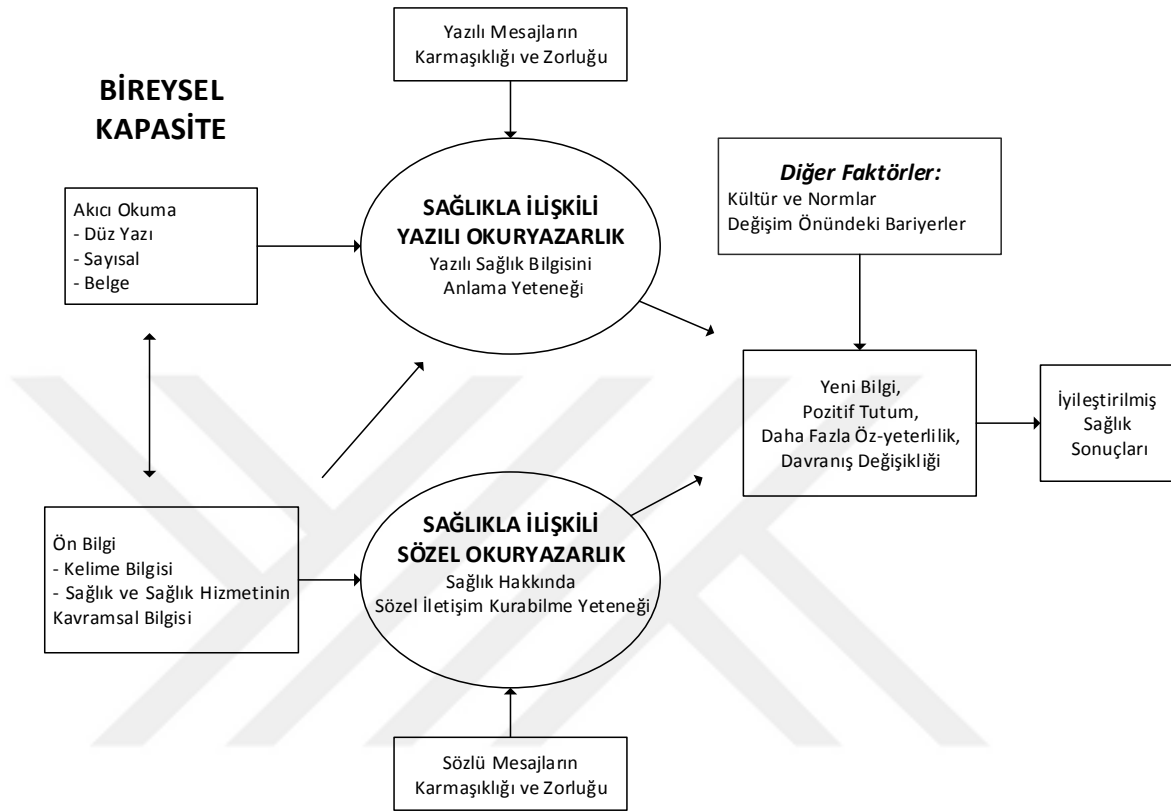 Yazılı Mesajların
Karmaşıklığı ve Zorluğu
BİREYSEL
KAPASİTE
Akıcı Okuma
- Düz Yazı
- Sayısal
- Belge
SAĞLIKLA İLİŞKİLİ
YAZILI OKURYAZARLIK
Yazılı Sağlık Bilgisini
Anlama Yeteneği
Diğer Faktörler:
Kültür ve Normlar
Değişim Önündeki Bariyerler
Yeni Bilgi,
Pozitif Tutum,
Daha Fazla Öz-yeterlilik,
Davranış Değişikliği
İyileştirilmiş
Sağlık
Sonuçları
Ön Bilgi
- Kelime Bilgisi
- Sağlık ve Sağlık Hizmetinin
Kavramsal Bilgisi
SAĞLIKLA İLİŞKİLİ
SÖZEL OKURYAZARLIK
Sağlık Hakkında
Sözel İletişim Kurabilme Yeteneği
Sözlü Mesajların
Karmaşıklığı ve Zorluğu